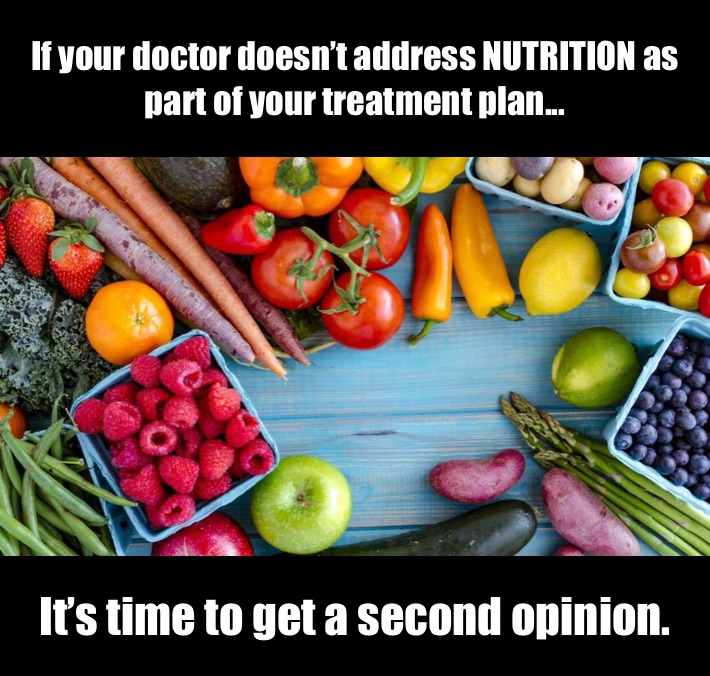 If your doctor doesn't address NUTRITION as
part of your treatment plan...
It's time to get a second opinion.